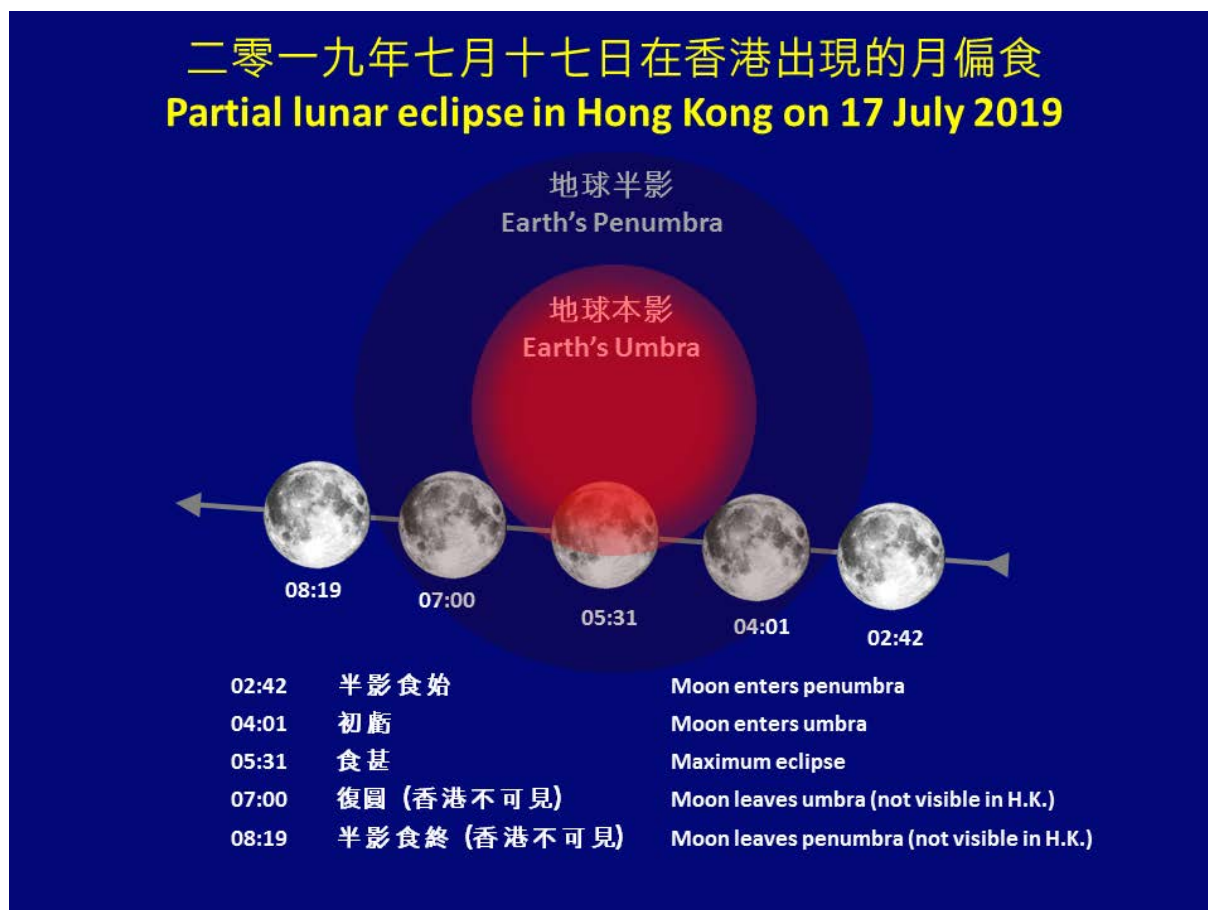 二零一九年七月十七日在香港出現的月偏食
Partial lunar eclipse in Hong Kong on 17 July 2019
地球半影
Earth's Penumbra
地球本影
Earth's Umbra
08:19
07:00
05:31
04:01
02:42
02:42 半影食始 Moon enters penumbra
04:01 初虧 Moon enters umbra
05:31 食甚 Maximum eclipse
07:00 復圓 (香港不可見) Moon leaves umbra (not visible in H.K.)
08:19 半影食終 (香港不可見) Moon leaves penumbra (not visible in H.K.)